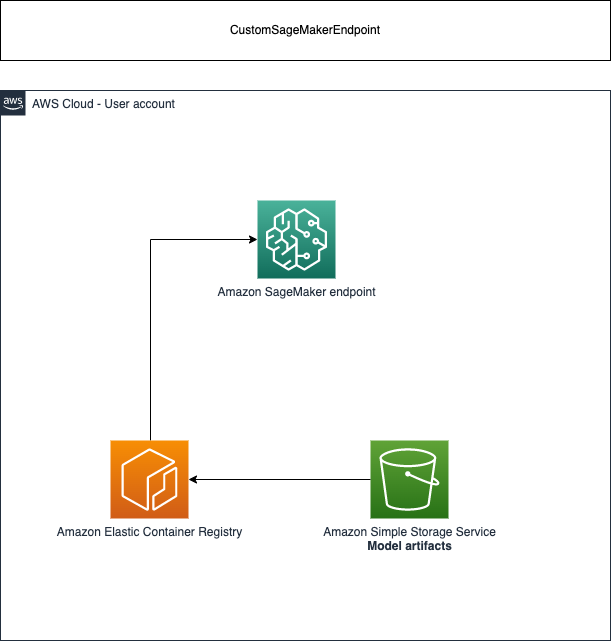 CustomSageMakerEndpoint
aws
AWS Cloud - User account
Amazon SageMaker endpoint
Amazon Elastic Container Registry
Amazon Simple Storage Service
Model artifacts